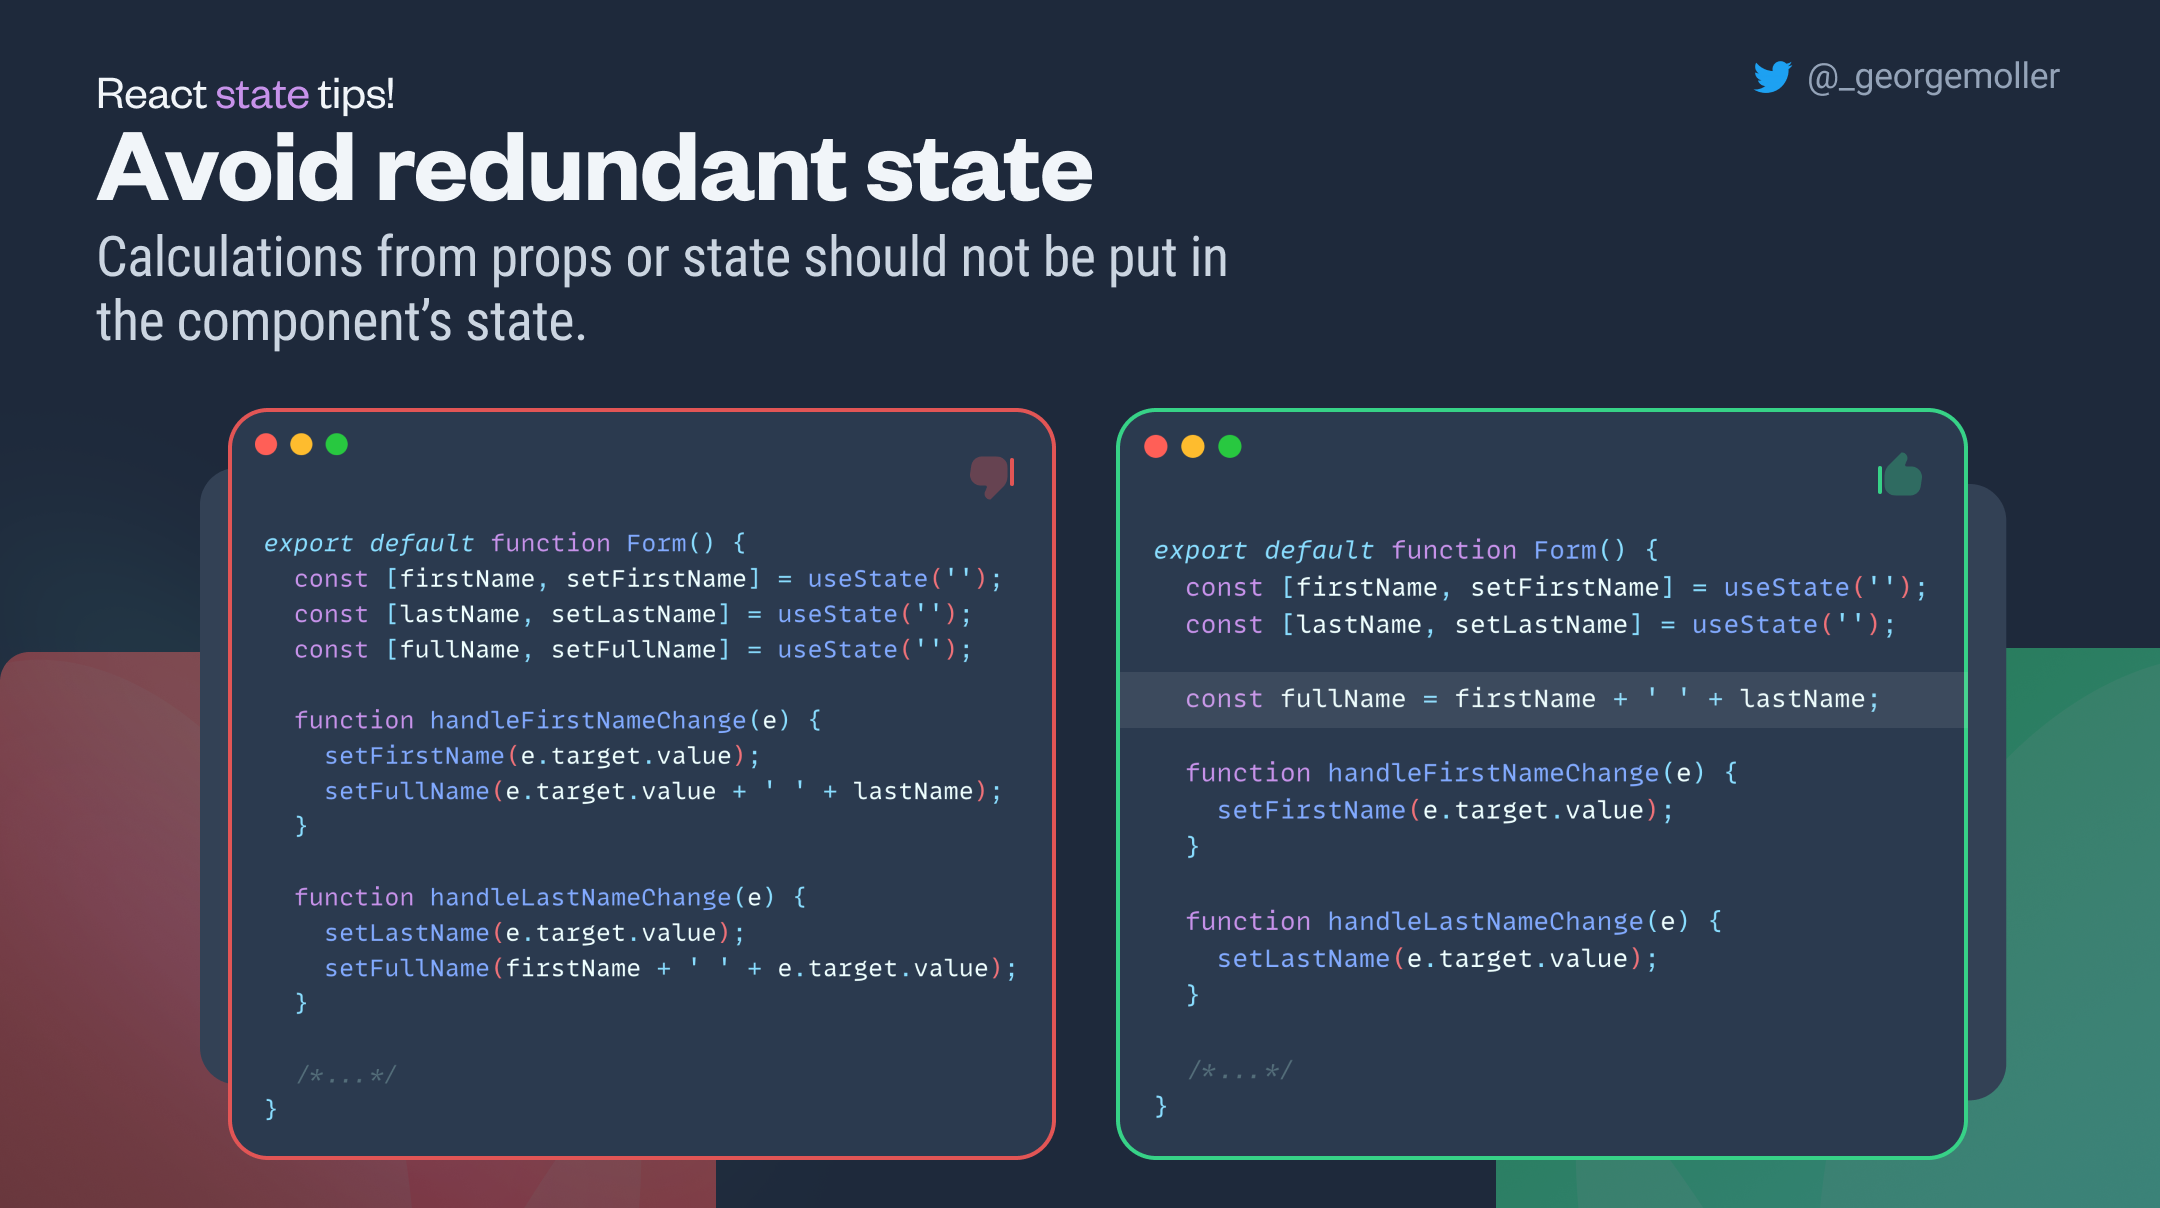 React state tips!
@_georgemoller
Avoid redundant state
Calculations from props or state should not be put in
the component’s state.
export default function Form() {
  const [firstName, setFirstName] = useState('');
  const [lastName, setLastName] = useState('');
  const [fullName, setFullName] = useState('');

  function handleFirstNameChange(e) {
    setFirstName(e.target.value);
    setFullName(e.target.value + ' ' + lastName);
  }

  function handleLastNameChange(e) {
    setLastName(e.target.value);
    setFullName(firstName + ' ' + e.target.value);
  }

  /*...*/
}
export default function Form() {
  const [firstName, setFirstName] = useState('');
  const [lastName, setLastName] = useState('');

  const fullName = firstName + ' ' + lastName;

  function handleFirstNameChange(e) {
    setFirstName(e.target.value);
  }

  function handleLastNameChange(e) {
    setLastName(e.target.value);
  }

  /*...*/
}